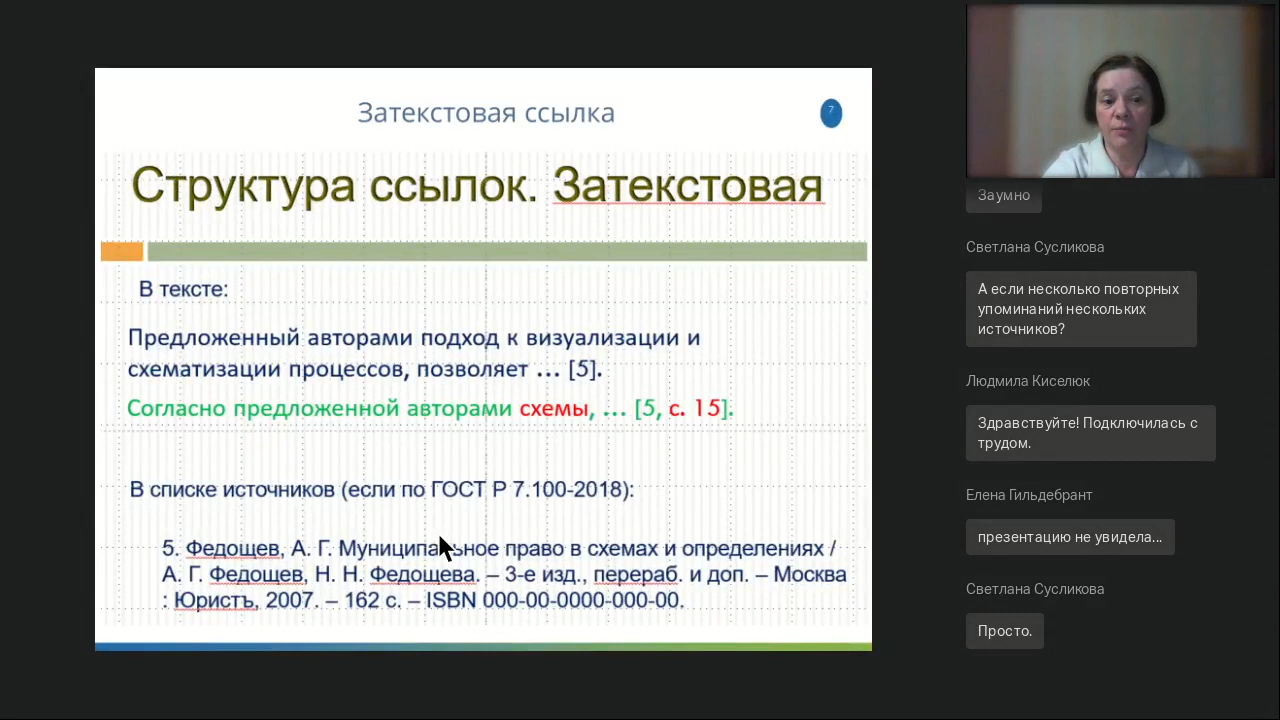 Затекстовая ссылка
7
Структура ссылок. Затекстовая
В тексте:
Предложенный авторами подход к визуализации и
схематизации процессов, позволяет ... [5].
Согласно предложенной авторами схемы, ... [5, с. 15].
В списке источников (если по ГОСТ Р 7.100-2018):
5. Федощев, А. Г. Муниципальное право в схемах и определениях /
А. Г. Федощев, Н. Н. Федощева. – 3-е изд., перераб. и доп. – Москва
: Юристъ, 2007. – 162 с. – ISBN 000-00-0000-000-00.
Заумно
Светлана Сусликова
А если несколько повторных
упоминаний нескольких
источников?
Людмила Киселюк
Здравствуйте! Подключилась с
трудом.
Елена Гильдебрант
презентацию не увидела...
Светлана Сусликова
Просто.